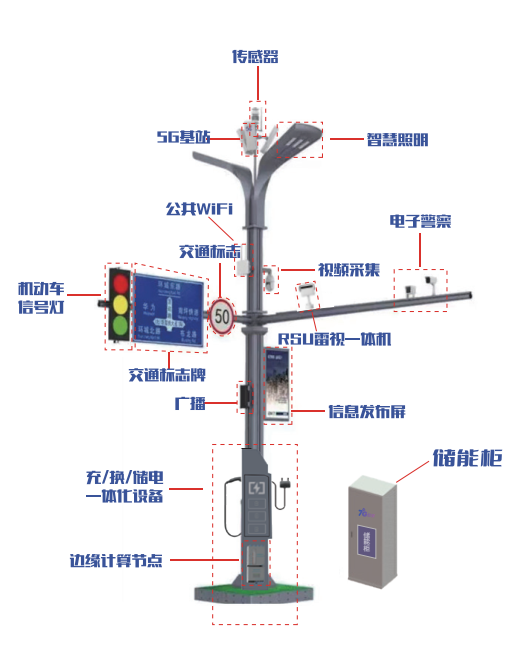 传感器
5G基站
智慧照明
公共WiFi
电子警察
交通标志
视频采集
机动车
信号灯
50
RSU雷视一体机
交通标志牌
广播
信息发布屏
充/换/储电
一体化设备
储能柜
边缘计算节点
储能柜